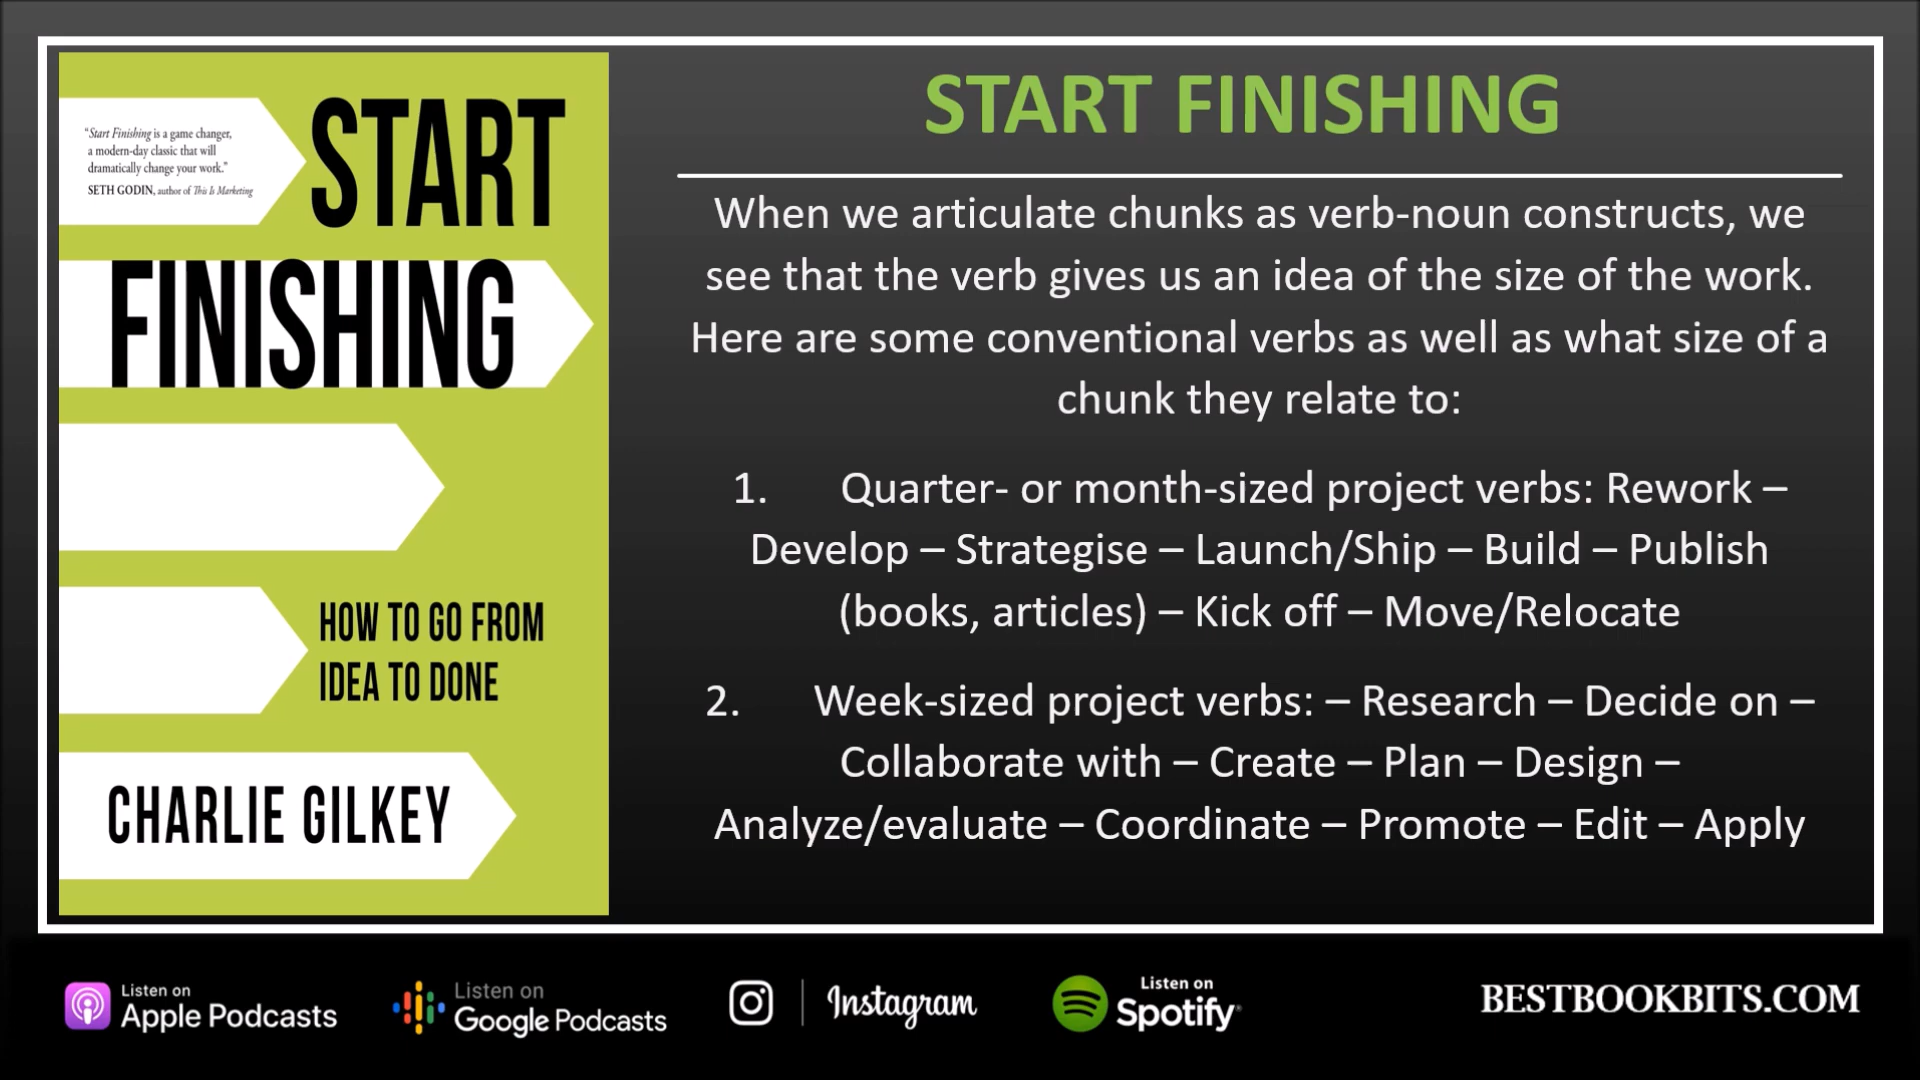 “Start Finishing is a game changer,
a modern-day classic that will
dramatically change your work.”
SETH GODIN, author of This Is Marketing
START
FINISHING
HOW TO GO FROM
IDEA TO DONE
CHARLIE GILKEY
START FINISHING
When we articulate chunks as verb-noun constructs, we
see that the verb gives us an idea of the size of the work.
Here are some conventional verbs as well as what size of a
chunk they relate to:
1. Quarter- or month-sized project verbs: Rework –
Develop – Strategise – Launch/Ship – Build – Publish
(books, articles) – Kick off – Move/Relocate
2. Week-sized project verbs: – Research – Decide on –
Collaborate with – Create – Plan – Design –
Analyze/evaluate – Coordinate – Promote – Edit – Apply
Listen on
Apple Podcasts
Listen on
Google Podcasts
Instagram
Listen on
Spotify
BESTBOOKBITS.COM